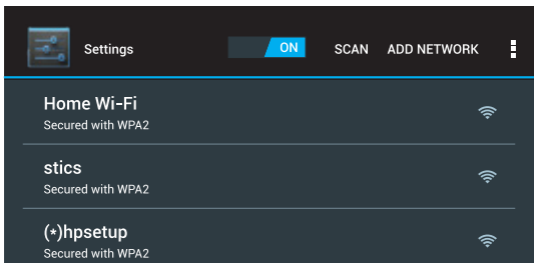 Settings ON SCAN ADD NETWORK
Home Wi-Fi
Secured with WPA2
stics
Secured with WPA2
(*)hpsetup
Secured with WPA2